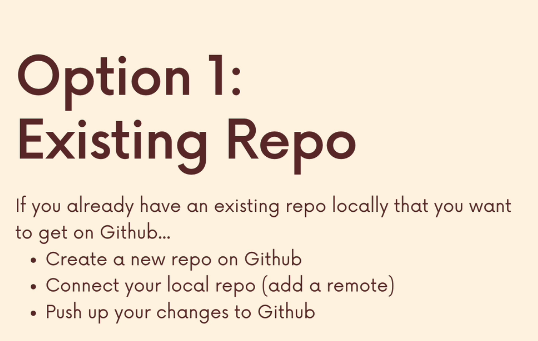 Option 1:
Existing Repo
If you already have an existing repo locally that you want
to get on Github...
• Create a new repo on Github
• Connect your local repo (add a remote)
• Push up your changes to Github